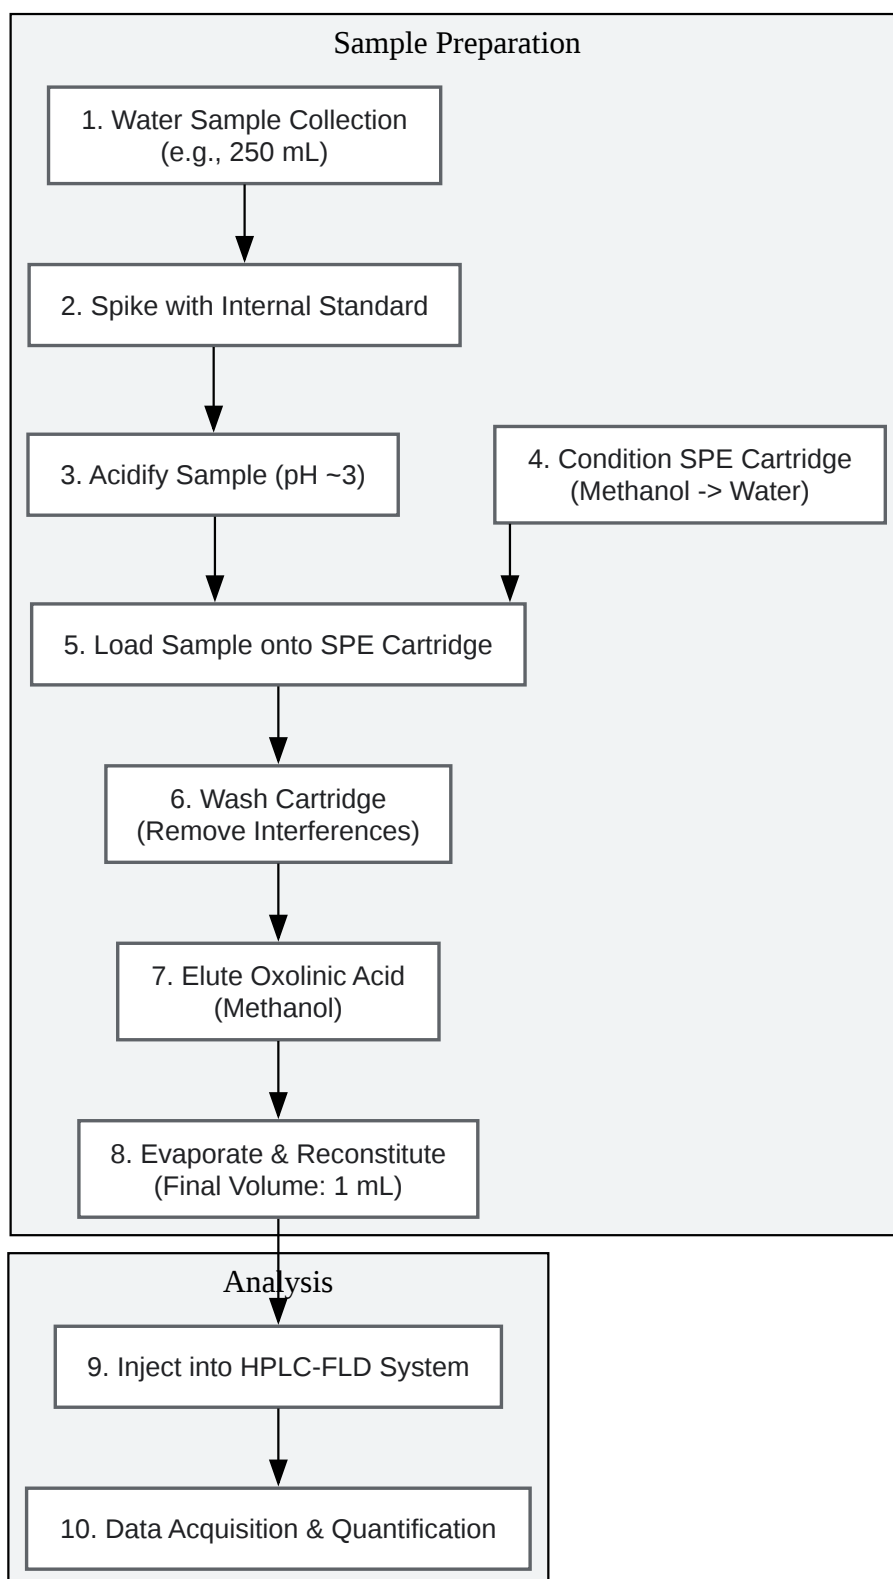 Sample Preparation
1. Water Sample Collection
(e.g., 250 mL)
2. Spike with Internal Standard
3. Acidify Sample (pH ~3)
4. Condition SPE Cartridge
(Methanol -> Water)
5. Load Sample onto SPE Cartridge
6. Wash Cartridge
(Remove Interferences)
7. Elute Oxolinic Acid
(Methanol)
8. Evaporate & Reconstitute
(Final Volume: 1 mL)
Analysis
9. Inject into HPLC-FLD System
10. Data Acquisition & Quantification